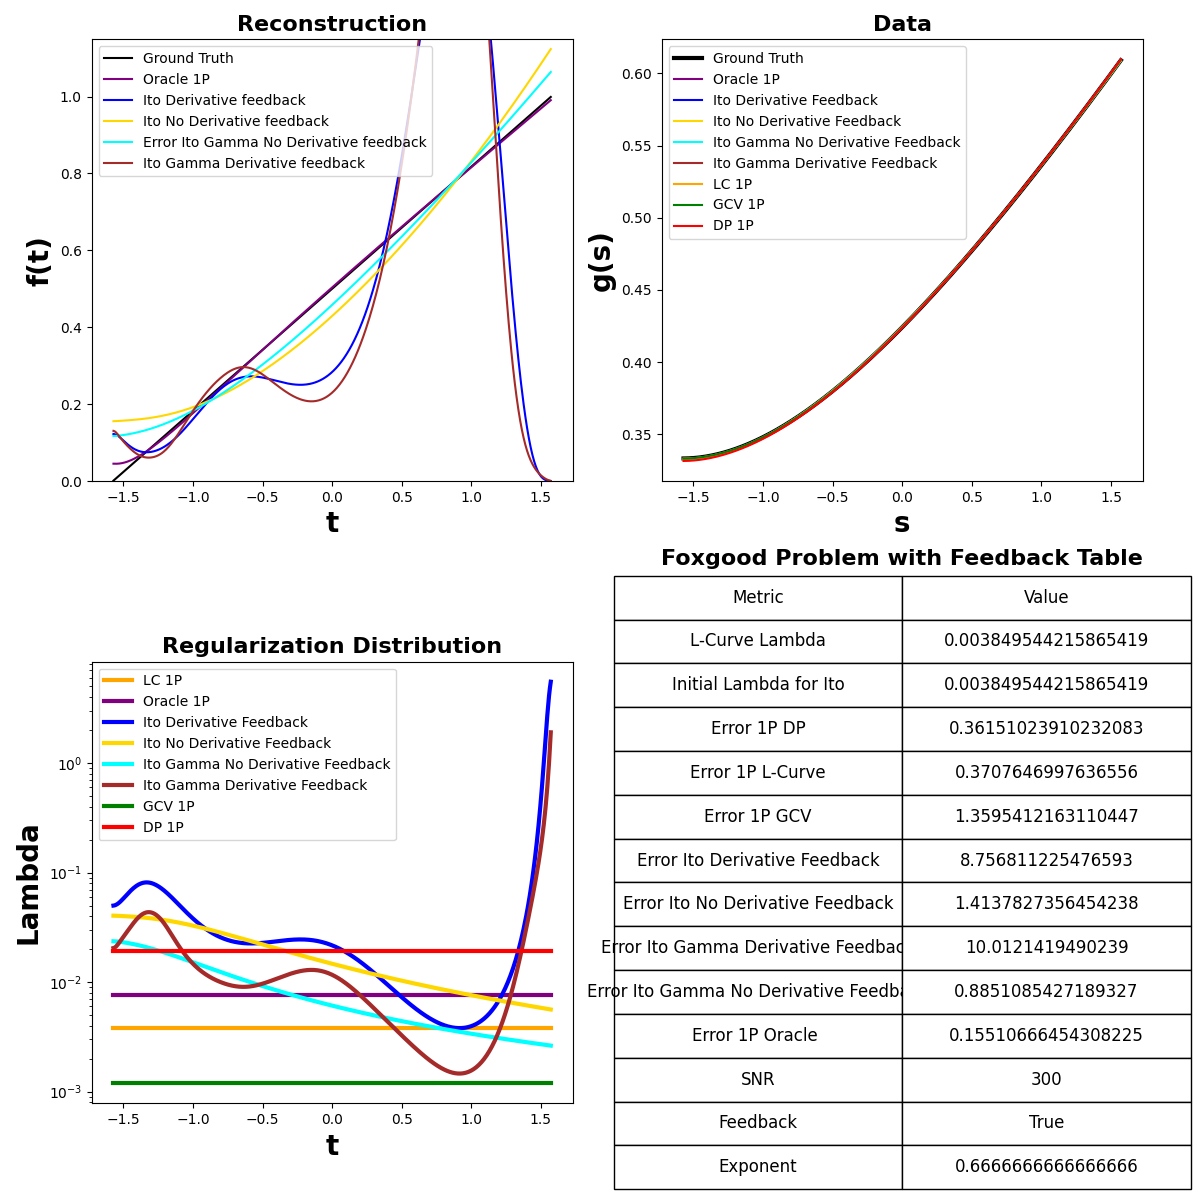 Reconstruction
Ground Truth
Oracle 1P
Ito Derivative feedback
Ito No Derivative feedback
Error Ito Gamma No Derivative feedback
Ito Gamma Derivative feedback
1.0
0.8
0.6
0.4
0.2
0.0
f(t)
−1.5 −1.0 −0.5 0.0 0.5 1.0 1.5
t
Data
Ground Truth
Oracle 1P
Ito Derivative Feedback
Ito No Derivative Feedback
Ito Gamma No Derivative Feedback
Ito Gamma Derivative Feedback
LC 1P
GCV 1P
DP 1P
0.60
0.55
0.50
0.45
0.40
0.35
g(s)
−1.5 −1.0 −0.5 0.0 0.5 1.0 1.5
s
Regularization Distribution
LC 1P
Oracle 1P
Ito Derivative Feedback
Ito No Derivative Feedback
Ito Gamma No Derivative Feedback
Ito Gamma Derivative Feedback
GCV 1P
DP 1P
10⁰
10⁻¹
10⁻²
10⁻³
Lambda
−1.5 −1.0 −0.5 0.0 0.5 1.0 1.5
t
Foxgood Problem with Feedback Table
Metric Value
L-Curve Lambda 0.003849544215865419
Initial Lambda for Ito 0.003849544215865419
Error 1P DP 0.36151023910232083
Error 1P L-Curve 0.3707646997636556
Error 1P GCV 1.3595412163110447
Error Ito Derivative Feedback 8.756811225476593
Error Ito No Derivative Feedback 1.4137827356454238
Error Ito Gamma Derivative Feedbac 10.0121419490239
Error Ito Gamma No Derivative Feedba 0.8851085427189327
Error 1P Oracle 0.15510666454308225
SNR 300
Feedback True
Exponent 0.6666666666666666